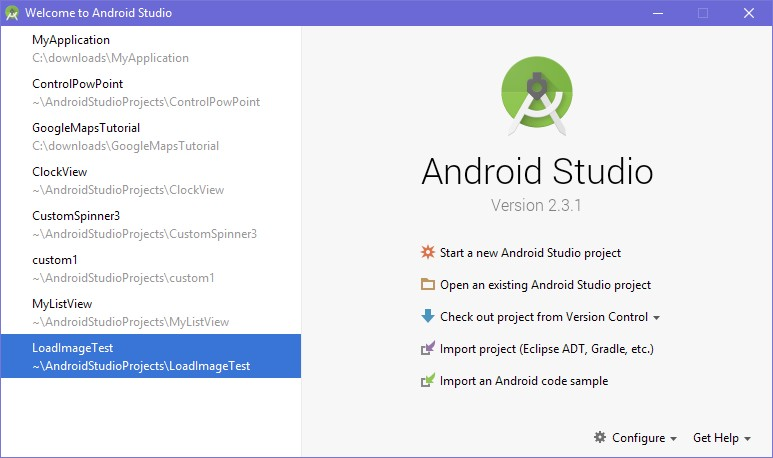 Welcome to Android Studio
MyApplication
C:\downloads\MyApplication
ControlPowPoint
~\AndroidStudioProjects\ControlPowPoint
GoogleMapsTutorial
C:\downloads\GoogleMapsTutorial
ClockView
~\AndroidStudioProjects\ClockView
CustomSpinner3
~\AndroidStudioProjects\CustomSpinner3
custom1
~\AndroidStudioProjects\custom1
MyListView
~\AndroidStudioProjects\MyListView
LoadImageTest
~\AndroidStudioProjects\LoadImageTest
Android Studio
Version 2.3.1
Start a new Android Studio project
Open an existing Android Studio project
Check out project from Version Control
Import project (Eclipse ADT, Gradle, etc.)
Import an Android code sample
Configure
Get Help